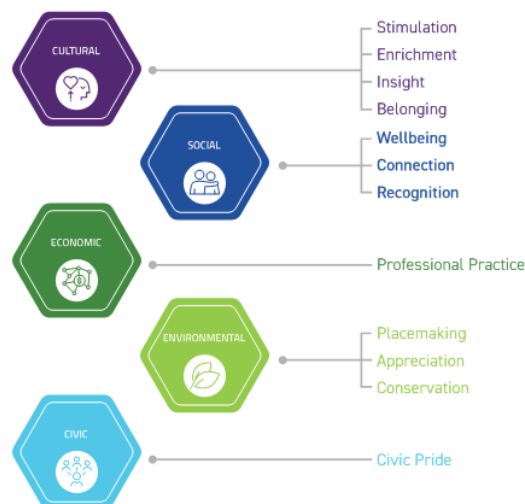 CULTURAL
Stimulation
Enrichment
Insight
Belonging
SOCIAL
Wellbeing
Connection
Recognition
ECONOMIC
Professional Practice
ENVIRONMENTAL
Placemaking
Appreciation
Conservation
CIVIC
Civic Pride